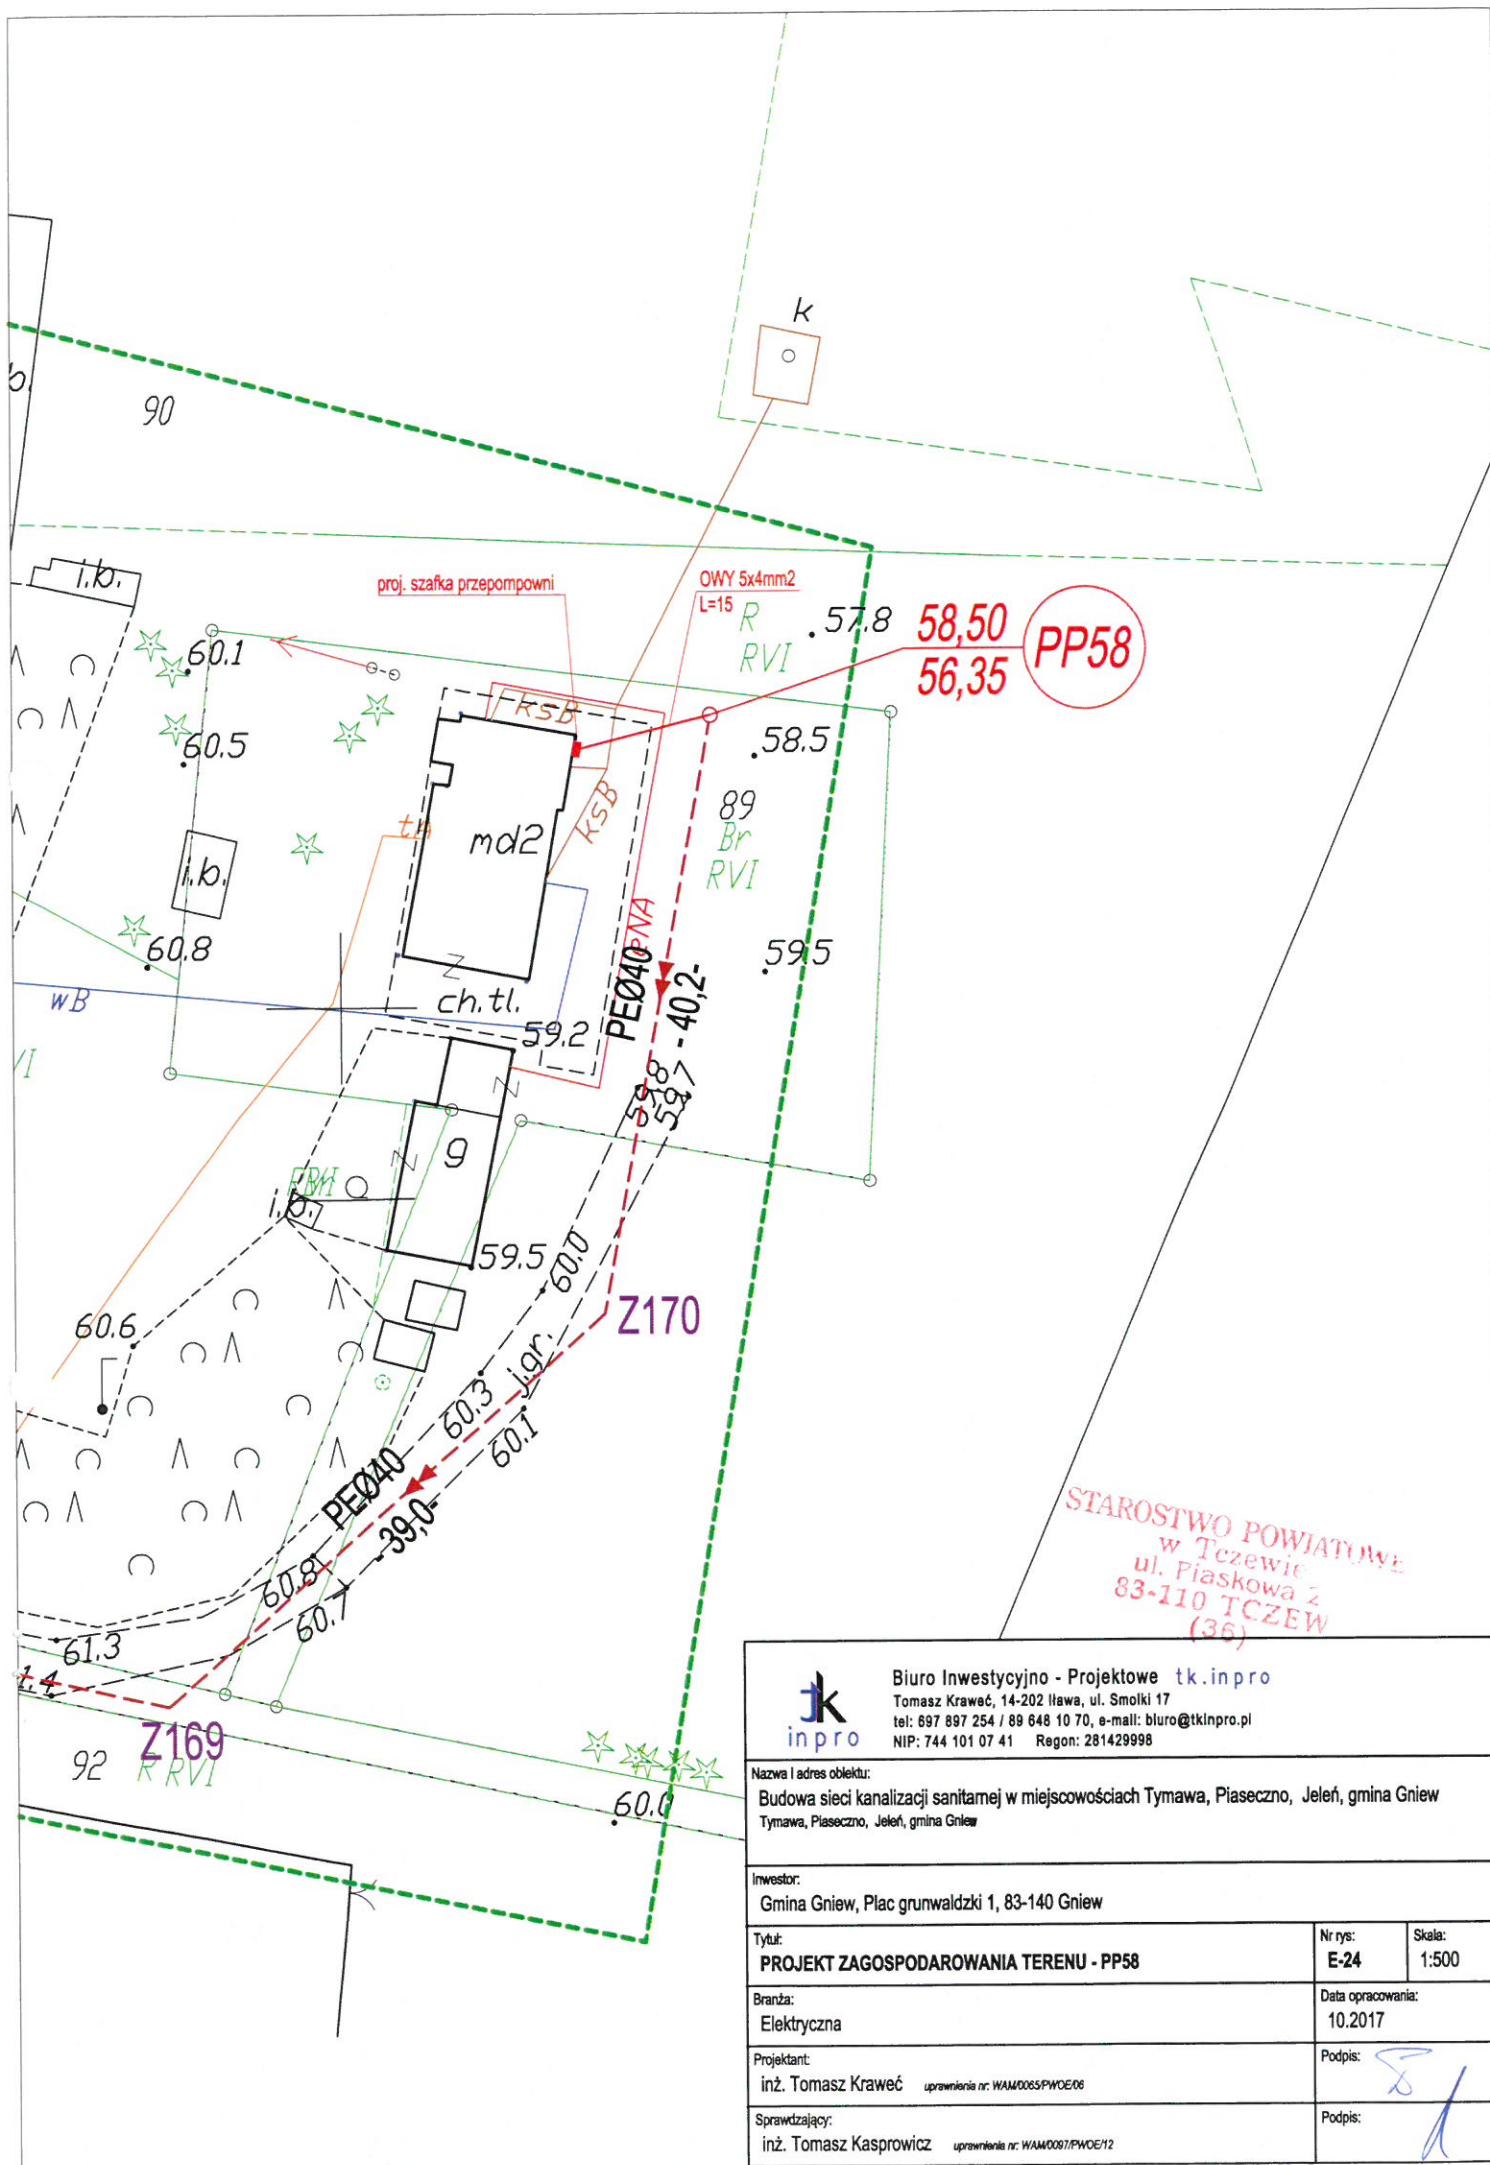 k
b.
90
i.b.
proj. szafka przepompowni
OWY 5x4mm2
L=15
R
RVI
57.8
58,50
56,35
PP58
60.1
ksB
60.5
58.5
ksB
89
Br
RVI
tA
md2
i.b.
eNA
60.8
59.5
wB
ch.tl.
PEØ40
- 40,2-
59.2
59.8
59.7
g
i.b.
59.5
60.0
Z170
60.6
j.gr.
60.3
60.1
PEØ40
- 39,0-
60.8
60.7
61.3
1.4
Z169
92
R RVI
60.0
STAROSTWO POWIATOWE
w Tczewie
ul. Piaskowa 2
83-110 TCZEW
(36)
tk
inpro
Biuro Inwestycyjno - Projektowe tk.inpro
Tomasz Kraweć, 14-202 Iława, ul. Smolki 17
tel: 697 897 254 / 89 648 10 70, e-mail: biuro@tkinpro.pl
NIP: 744 101 07 41 Regon: 281429998
Nazwa i adres obiektu:
Budowa sieci kanalizacji sanitarnej w miejscowościach Tymawa, Piaseczno, Jeleń, gmina Gniew
Tymawa, Piaseczno, Jeleń, gmina Gniew
Inwestor:
Gmina Gniew, Plac grunwaldzki 1, 83-140 Gniew
Tytuł:
PROJEKT ZAGOSPODAROWANIA TERENU - PP58
Nr rys:
E-24
Skala:
1:500
Branża:
Elektryczna
Data opracowania:
10.2017
Projektant:
inż. Tomasz Kraweć uprawnienia nr: WAM/0065/PWOE/06
Podpis:
Sprawdzający:
inż. Tomasz Kasprowicz uprawnienia nr: WAM/0097/PWOE/12
Podpis: